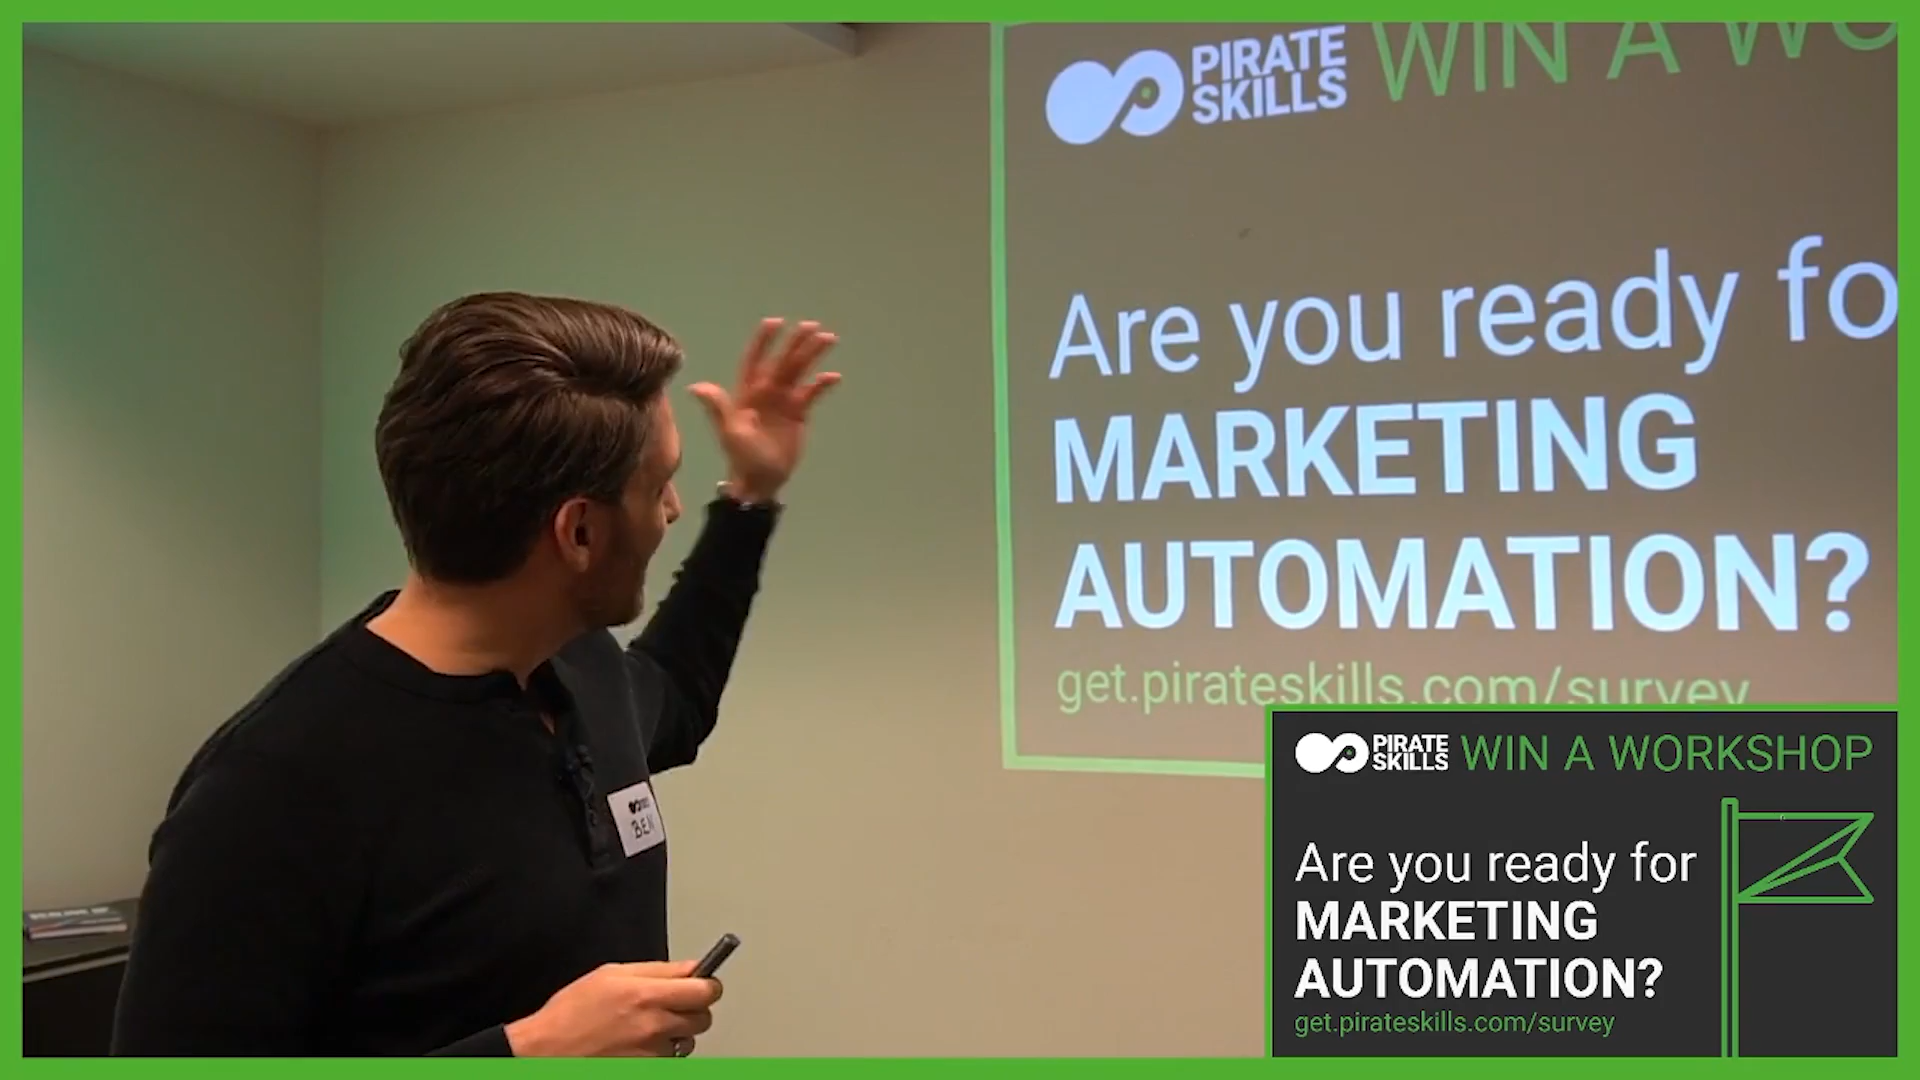 PIRATE
SKILLS
WIN A WO
Are you ready fo
MARKETING
AUTOMATION?
get.pirateskills.com/survey
BEN
PIRATE
SKILLS
WIN A WORKSHOP
Are you ready for
MARKETING
AUTOMATION?
get.pirateskills.com/survey